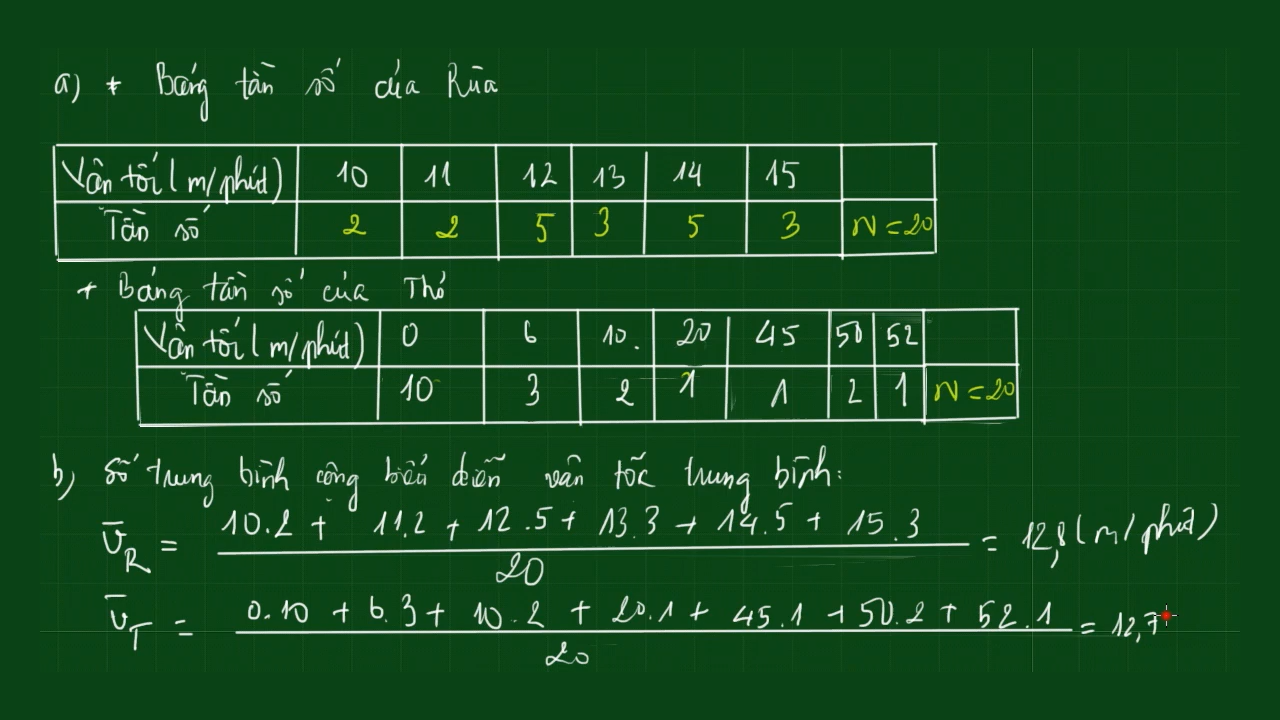 a) * Bảng tần số của Rùa
Vận tốc (m/phút) 10 11 12 13 14 15
Tần số 2 2 5 3 5 3 N = 20
+ Bảng tần số của Thỏ
Vận tốc (m/phút) 0 6 10. 20 45 50 52
Tần số 10 3 2 1 1 2 1 N = 20
b) Số trung bình cộng biểu diễn vận tốc trung bình:
v̄R = (10.2 + 11.2 + 12.5 + 13.3 + 14.5 + 15.3) / 20 = 12,8 (m/phút)
v̄T = (0.10 + 6.3 + 10.2 + 20.1 + 45.1 + 50.2 + 52.1) / 20 = 12,7